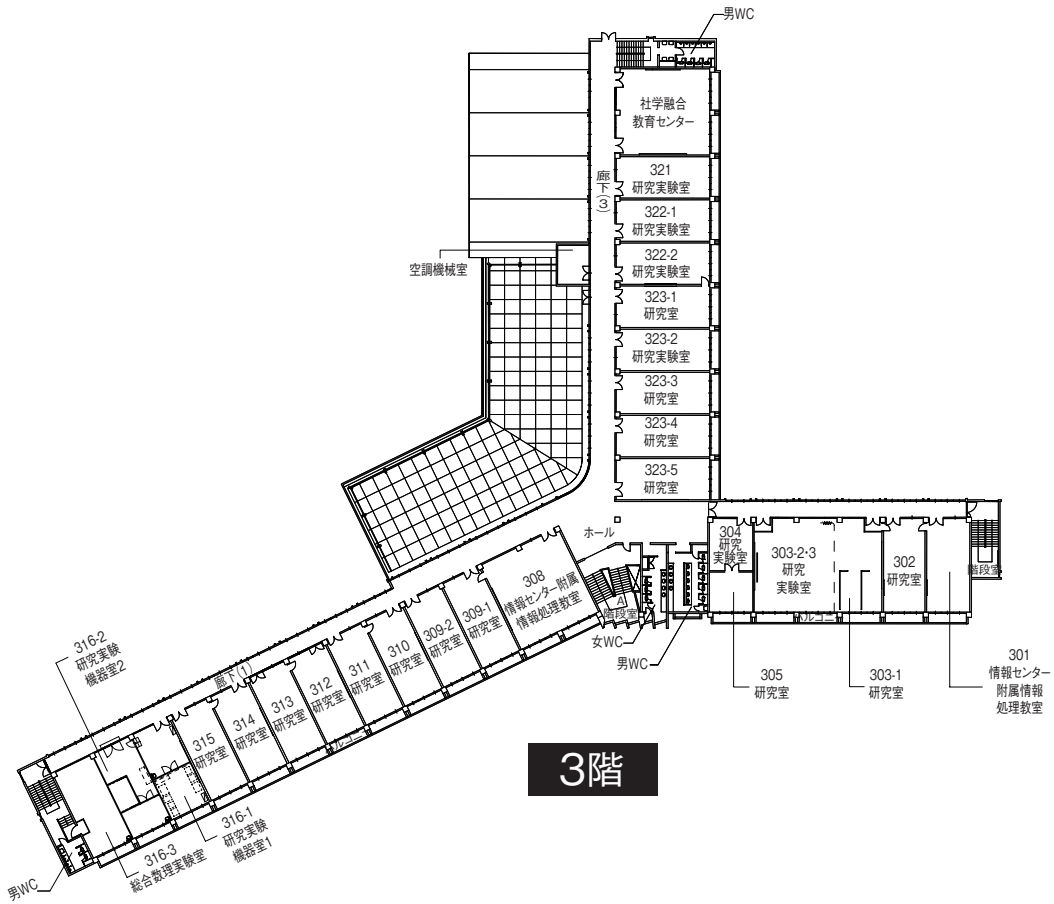 男WC
社学融合
教育センター
321
研究実験室
廊下(3)
322-1
研究実験室
322-2
研究実験室
空調機械室
323-1
研究室
323-2
研究実験室
323-3
研究室
323-4
研究室
323-5
研究室
ホール
304
研究
実験室
303-2・3
研究
実験室
302
研究室
階段室
バルコニー
305
研究室
303-1
研究室
301
情報センター
附属情報
処理教室
A
階段室
女WC
男WC
308
情報センター附属
情報処理教室
309-1
研究室
309-2
研究室
310
研究室
311
研究室
312
研究室
313
研究室
314
研究室
315
研究室
廊下(1)
バルコニー
316-2
研究実験
機器室2
316-1
研究実験
機器室1
316-3
総合数理実験室
男WC
3階